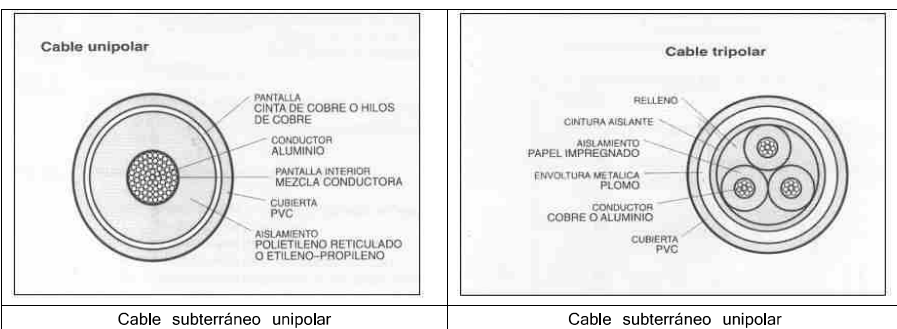 Cable unipolar
PANTALLA
CINTA DE COBRE O HILOS
DE COBRE
CONDUCTOR
ALUMINIO
PANTALLA INTERIOR
MEZCLA CONDUCTORA
CUBIERTA
PVC
AISLAMIENTO
POLIETILENO RETICULADO
O ETILENO-PROPILENO
Cable subterráneo unipolar
Cable tripolar
RELLENO
CINTURA AISLANTE
AISLAMIENTO
PAPEL IMPREGNADO
ENVOLTURA METALICA
PLOMO
CONDUCTOR
COBRE O ALUMINIO
CUBIERTA
PVC
Cable subterráneo unipolar